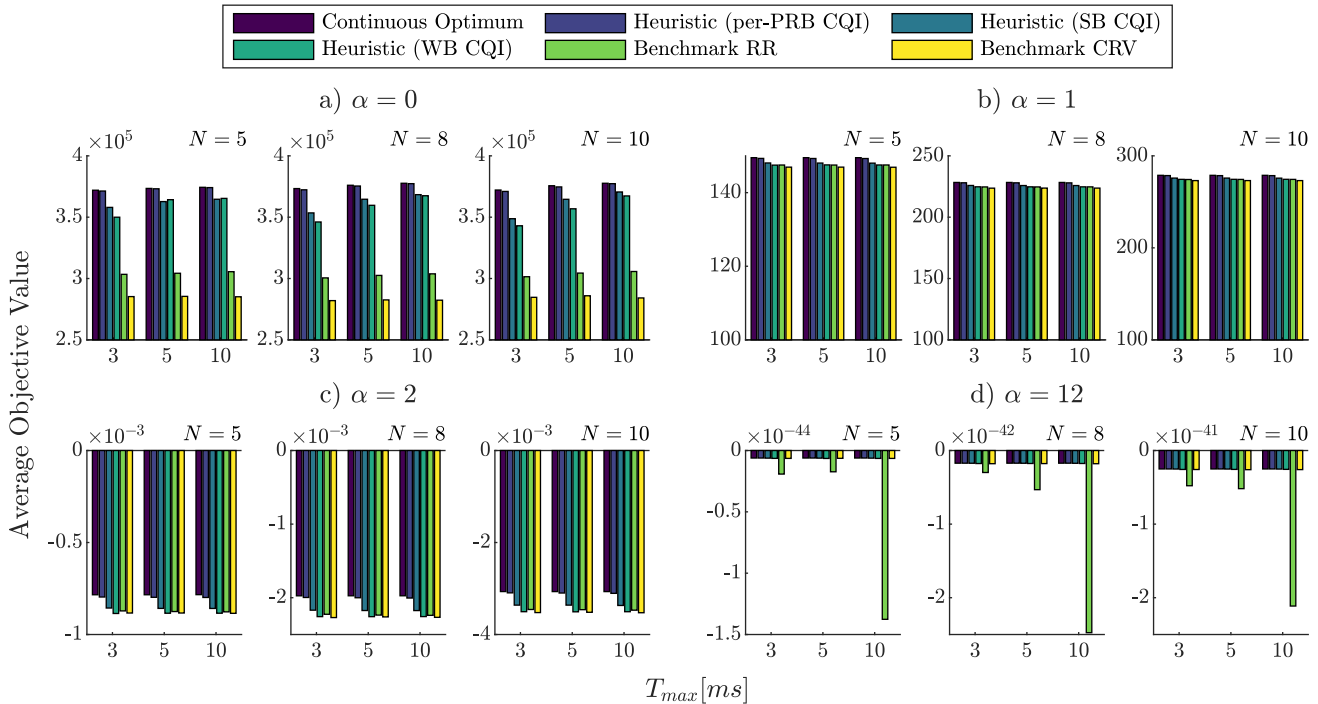 Continuous Optimum Heuristic (per-PRB CQI) Heuristic (SB CQI)
Heuristic (WB CQI) Benchmark RR Benchmark CRV
a) α = 0
b) α = 1
×10⁵ N = 5
4
3.5
3
2.5
3 5 10
×10⁵ N = 8
4
3.5
3
2.5
3 5 10
×10⁵ N = 10
4
3.5
3
2.5
3 5 10
N = 5
140
120
100
3 5 10
N = 8
250
200
150
100
3 5 10
N = 10
300
200
100
3 5 10
Average Objective Value
c) α = 2
d) α = 12
×10⁻³ N = 5
0
-0.5
-1
3 5 10
×10⁻³ N = 8
0
-1
-2
3 5 10
×10⁻³ N = 10
0
-2
-4
3 5 10
×10⁻⁴⁴ N = 5
0
-0.5
-1
-1.5
3 5 10
×10⁻⁴² N = 8
0
-1
-2
3 5 10
×10⁻⁴¹ N = 10
0
-1
-2
3 5 10
T_max[ms]